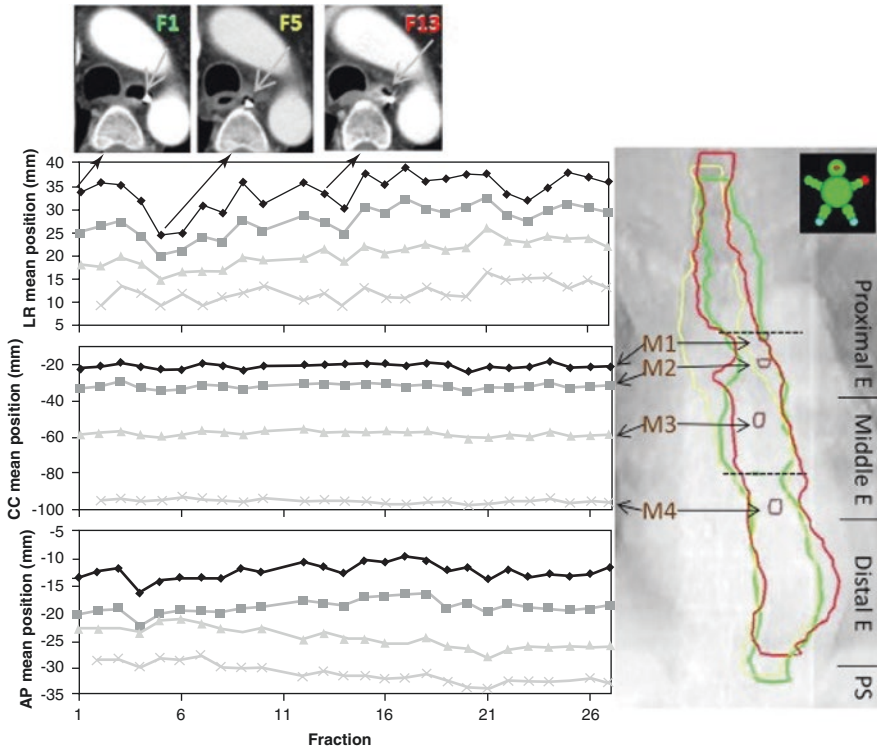 F1
F5
F13
LR mean position (mm)
40
35
30
25
20
15
10
5
CC mean position (mm)
-20
-40
-60
-80
-100
AP mean position (mm)
-5
-10
-15
-20
-25
-30
-35
1
6
11
16
21
26
Fraction
M1
M2
M3
M4
Proximal E
Middle E
Distal E
PS